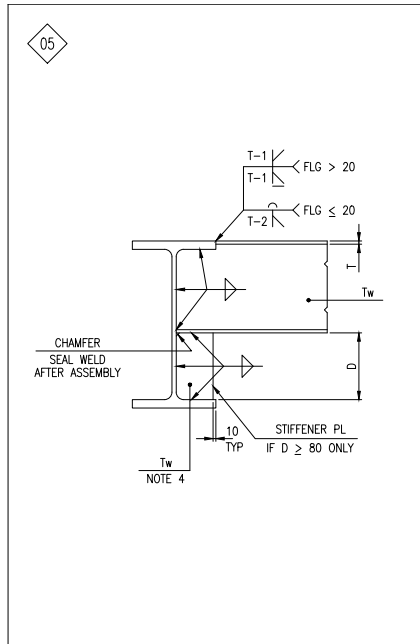 05
T-1
T-1
FLG > 20
T-2
FLG ≤ 20
T
Tw
CHAMFER
SEAL WELD
AFTER ASSEMBLY
D
10
TYP
STIFFENER PL
IF D ≥ 80 ONLY
Tw
NOTE 4